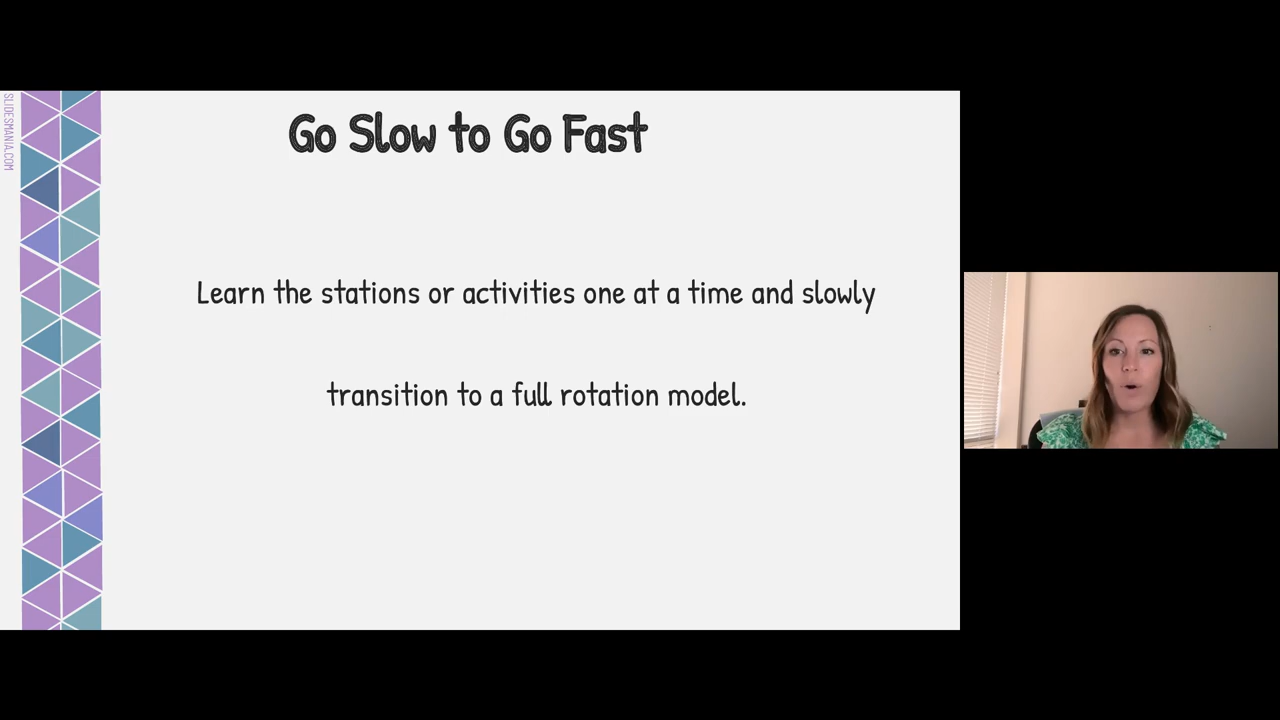 SLIDESMANIA.COM
Go Slow to Go Fast
Learn the stations or activities one at a time and slowly
transition to a full rotation model.